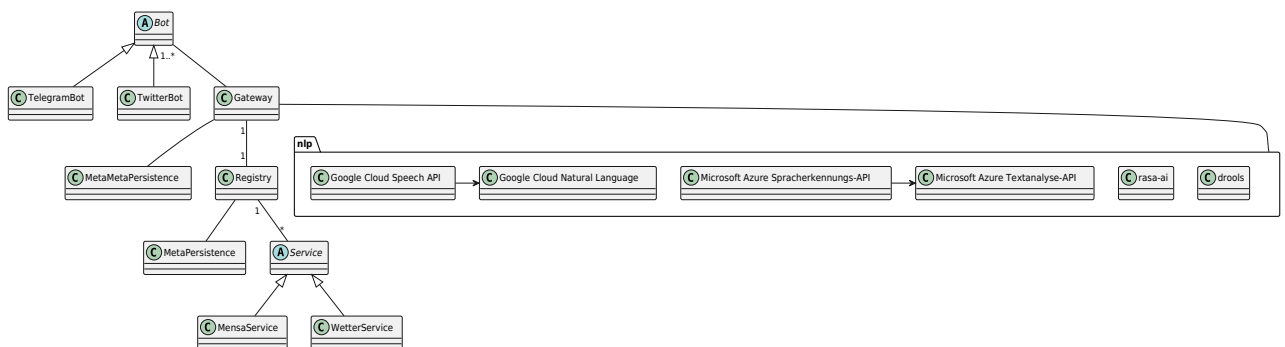 A Bot
1..*
C TelegramBot
C TwitterBot
C Gateway
1
1
nlp
C MetaMetaPersistence
C Registry
C Google Cloud Speech API
C Google Cloud Natural Language
C Microsoft Azure Spracherkennungs-API
C Microsoft Azure Textanalyse-API
C rasa-ai
C drools
1
*
C MetaPersistence
A Service
C MensaService
C WetterService